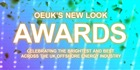 OEUK'S NEW LOOK
AWARDS
CELEBRATING THE BRIGHTEST AND BEST
ACROSS THE UK OFFSHORE ENERGY INDUSTRY